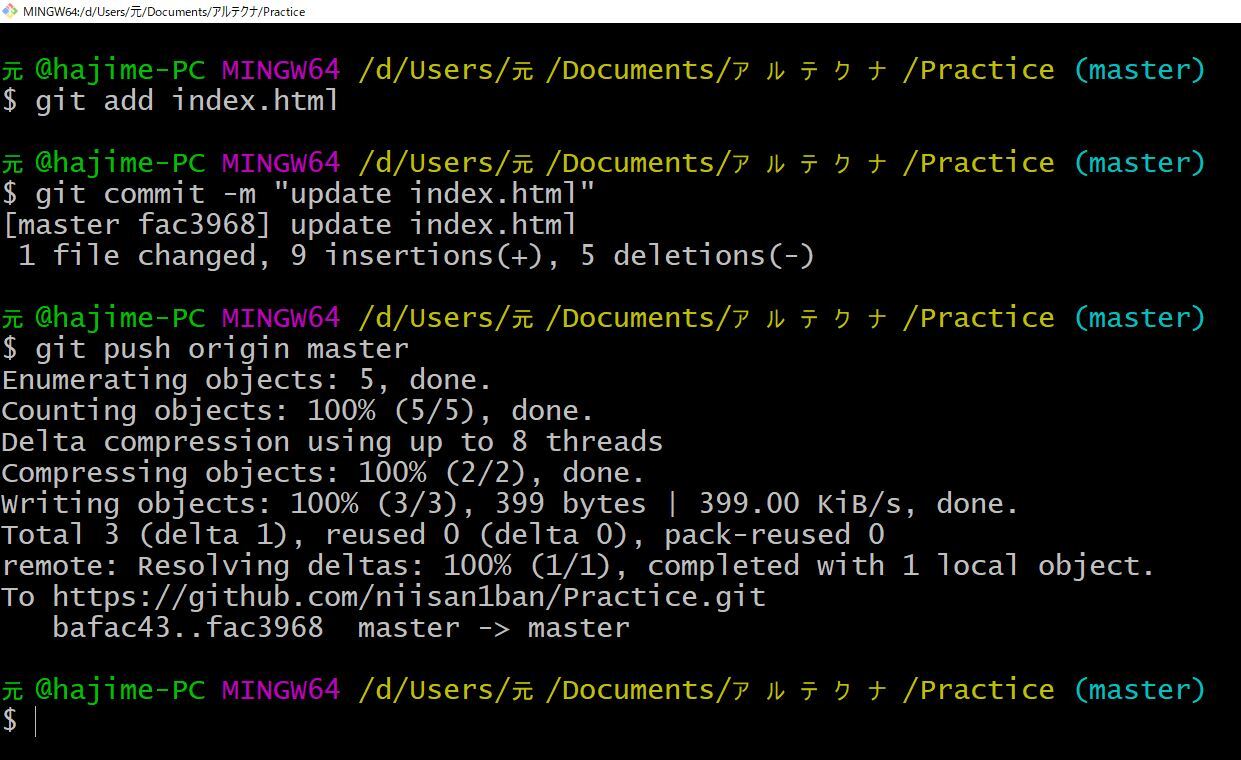 MINGW64:/d/Users/元/Documents/アルテクナ/Practice
元@hajime-PC MINGW64 /d/Users/元/Documents/アルテクナ/Practice (master)
$ git add index.html
元@hajime-PC MINGW64 /d/Users/元/Documents/アルテクナ/Practice (master)
$ git commit -m "update index.html"
[master fac3968] update index.html
1 file changed, 9 insertions(+), 5 deletions(-)
元@hajime-PC MINGW64 /d/Users/元/Documents/アルテクナ/Practice (master)
$ git push origin master
Enumerating objects: 5, done.
Counting objects: 100% (5/5), done.
Delta compression using up to 8 threads
Compressing objects: 100% (2/2), done.
Writing objects: 100% (3/3), 399 bytes | 399.00 KiB/s, done.
Total 3 (delta 1), reused 0 (delta 0), pack-reused 0
remote: Resolving deltas: 100% (1/1), completed with 1 local object.
To https://github.com/niisan1ban/Practice.git
bafac43..fac3968  master -> master
元@hajime-PC MINGW64 /d/Users/元/Documents/アルテクナ/Practice (master)
$